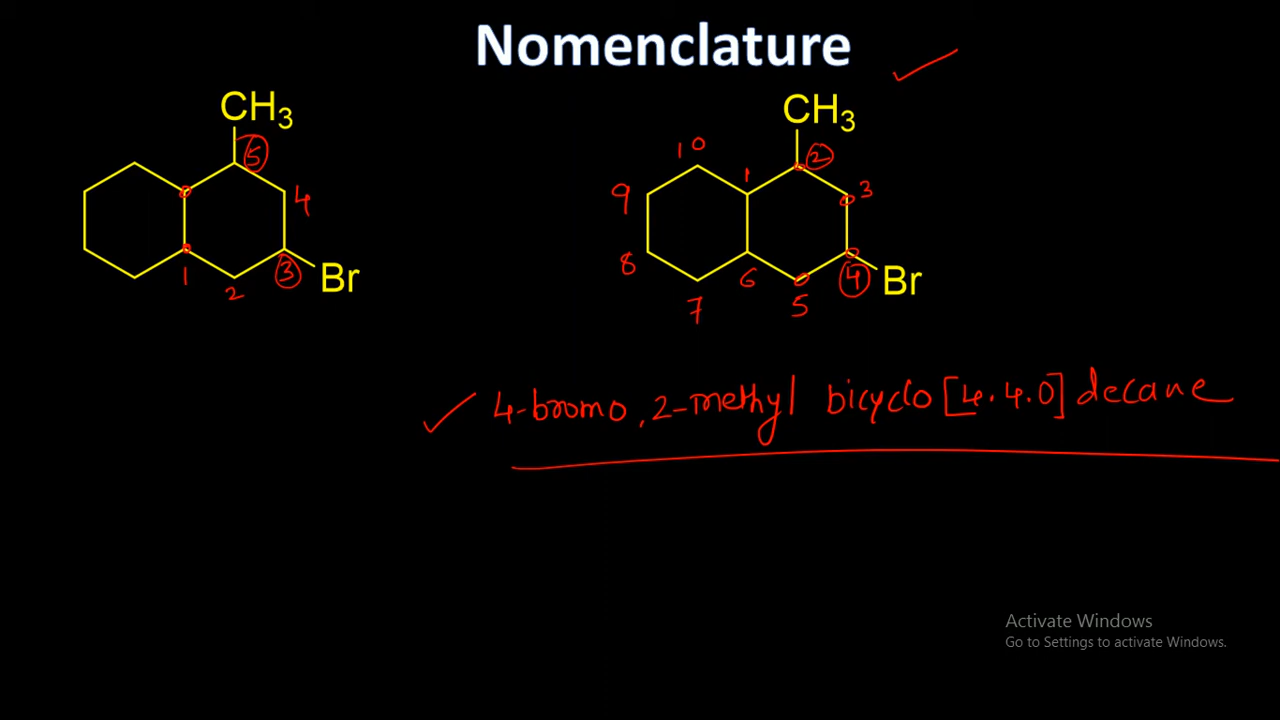 Nomenclature
CH3
5
4
3
Br
2
1
CH3
10
1
2
3
9
8
6
4
Br
7
5
4-bromo,2-methyl bicyclo[4.4.0]decane
Activate Windows
Go to Settings to activate Windows.